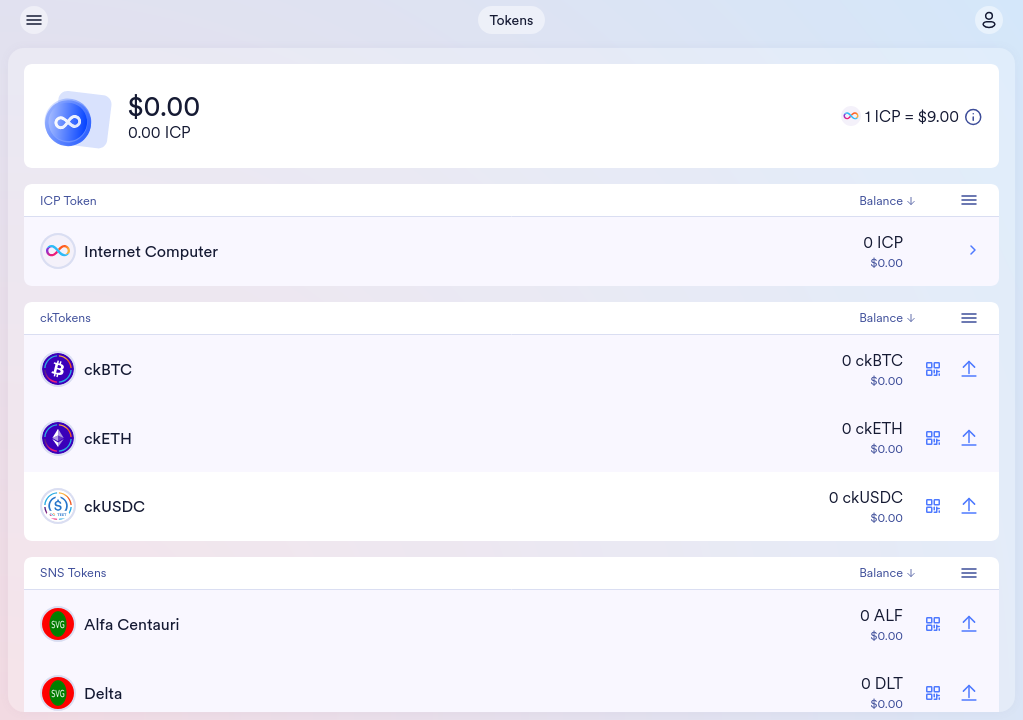 Tokens
$0.00
0.00 ICP
1 ICP = $9.00
ICP Token
Balance
Internet Computer
0 ICP
$0.00
ckTokens
Balance
ckBTC
0 ckBTC
$0.00
ckETH
0 ckETH
$0.00
ckUSDC
0 ckUSDC
$0.00
SNS Tokens
Balance
SVG
Alfa Centauri
0 ALF
$0.00
SVG
Delta
0 DLT
$0.00